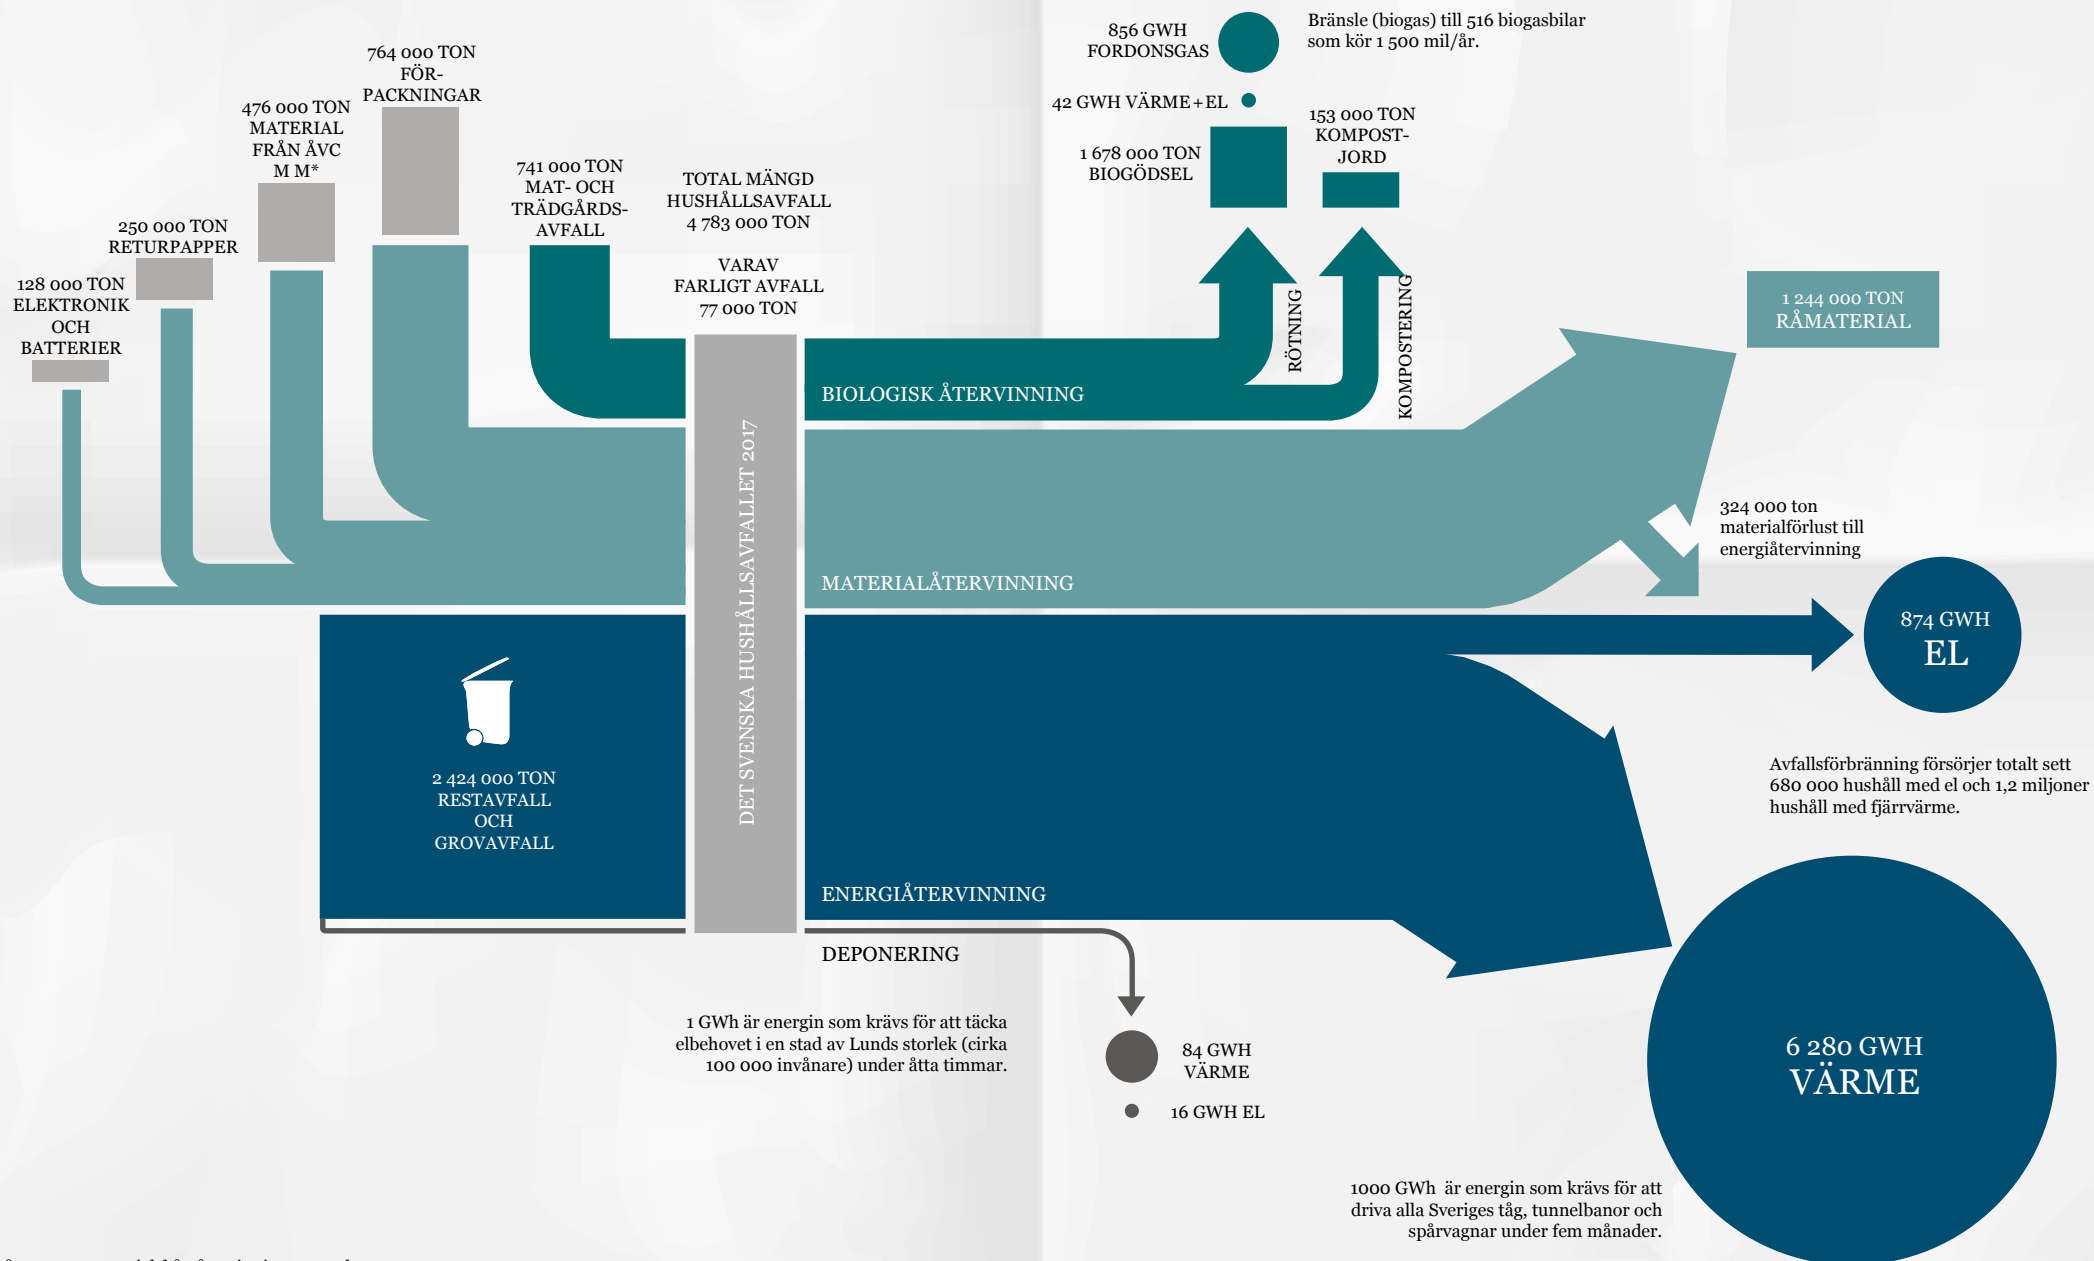 128 000 TON
ELEKTRONIK
OCH
BATTERIER
250 000 TON
RETURPAPPER
476 000 TON
MATERIAL
FRÅN ÅVC
M M*
764 000 TON
FÖR-
PACKNINGAR
741 000 TON
MAT- OCH
TRÄDGÅRDS-
AVFALL
TOTAL MÄNGD
HUSHÅLLSAVFALL
4 783 000 TON
VARAV
FARLIGT AVFALL
77 000 TON
856 GWH
FORDONSGAS
Bränsle (biogas) till 516 biogasbilar
som kör 1 500 mil/år.
42 GWH VÄRME+EL
1 678 000 TON
BIOGÖDSEL
153 000 TON
KOMPOST-
JORD
RÖTNING
KOMPOSTERING
1 244 000 TON
RÅMATERIAL
BIOLOGISK ÅTERVINNING
DET SVENSKA HUSHÅLLSAVFALLET 2017
MATERIALÅTERVINNING
324 000 ton
materialförlust till
energiåtervinning
874 GWH
EL
2 424 000 TON
RESTAVFALL
OCH
GROVAVFALL
Avfallsförbränning försörjer totalt sett
680 000 hushåll med el och 1,2 miljoner
hushåll med fjärrvärme.
ENERGIÅTERVINNING
DEPONERING
1 GWh är energin som krävs för att täcka
elbehovet i en stad av Lunds storlek (cirka
100 000 invånare) under åtta timmar.
84 GWH
VÄRME
16 GWH EL
6 280 GWH
VÄRME
1000 GWh är energin som krävs för att
driva alla Sveriges tåg, tunnelbanor och
spårvagnar under fem månader.